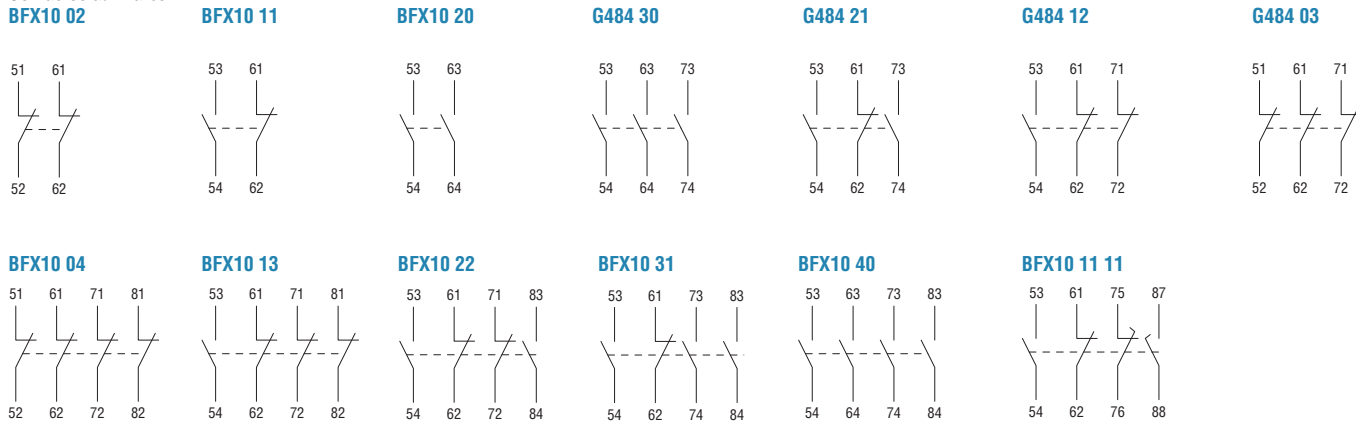 BFX10 02 BFX10 11 BFX10 20 G484 30 G484 21 G484 12 G484 03
51 61 53 61 53 63 53 63 73 53 61 73 53 61 71 51 61 71
52 62 54 62 54 64 54 64 74 54 62 74 54 62 72 52 62 72
BFX10 04 BFX10 13 BFX10 22 BFX10 31 BFX10 40 BFX10 11 11
51 61 71 81 53 61 71 81 53 61 71 83 53 61 73 83 53 63 73 83 53 61 75 87
52 62 72 82 54 62 72 82 54 62 72 84 54 62 74 84 54 64 74 84 54 62 76 88